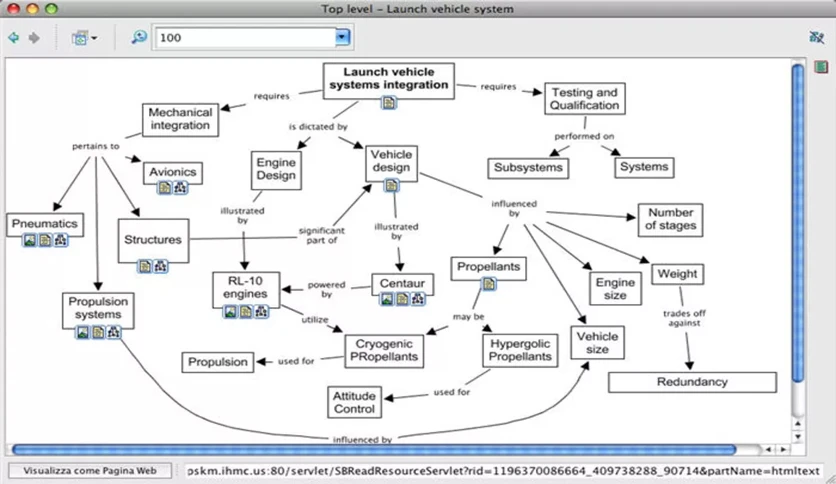 Top level – Launch vehicle system
100
Launch vehicle
systems integration
requires
requires
Mechanical
integration
Testing and
Qualification
is dictated by
performed on
pertains to
Avionics
Engine
Design
Vehicle
design
Subsystems
Systems
Pneumatics
Structures
illustrated
by
significant
part of
illustrated
by
influenced
by
Number
of stages
Propulsion
systems
RL-10
engines
powered
by
Centaur
Propellants
Engine
size
Weight
utilize
may be
trades off
against
Propulsion
used for
Cryogenic
PRopellants
Hypergolic
Propellants
Vehicle
size
Redundancy
Attitude
Control
used for
influenced by
Visualizza come Pagina Web
oskm.ihmc.us:80/servlet/SBReadResourceServlet?rid=1196370086664_409738288_90714&partName=htmltext